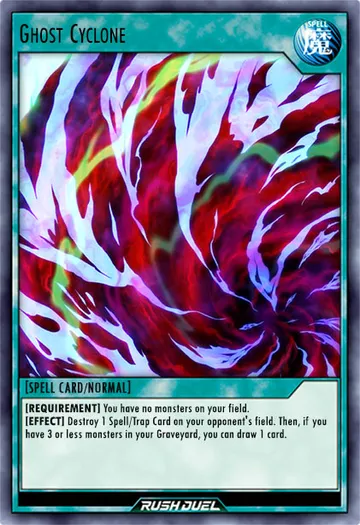 Ghost Cyclone
SPELL
魔
[SPELL CARD/NORMAL]
[REQUIREMENT] You have no monsters on your field.
[EFFECT] Destroy 1 Spell/Trap Card on your opponent's field. Then, if you
have 3 or less monsters in your Graveyard, you can draw 1 card.
RUSH DUEL